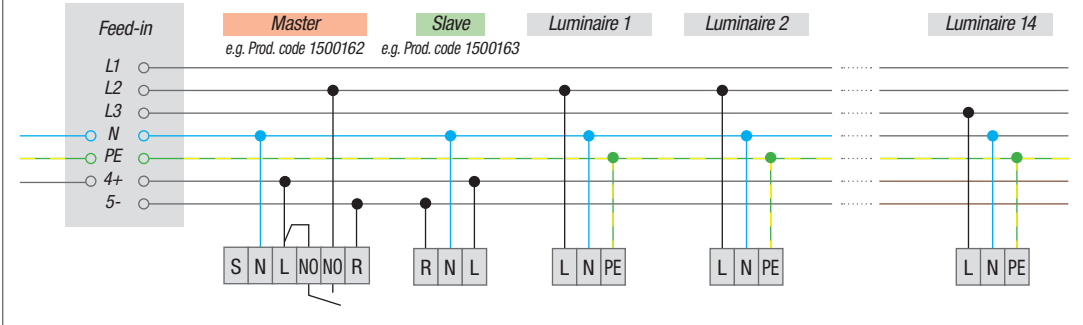 Feed-in Master Slave Luminaire 1 Luminaire 2 Luminaire 14
e.g. Prod. code 1500162 e.g. Prod. code 1500163
L1
L2
L3
N
PE
4+
5-
S N L NO NO R R N L L N PE L N PE L N PE